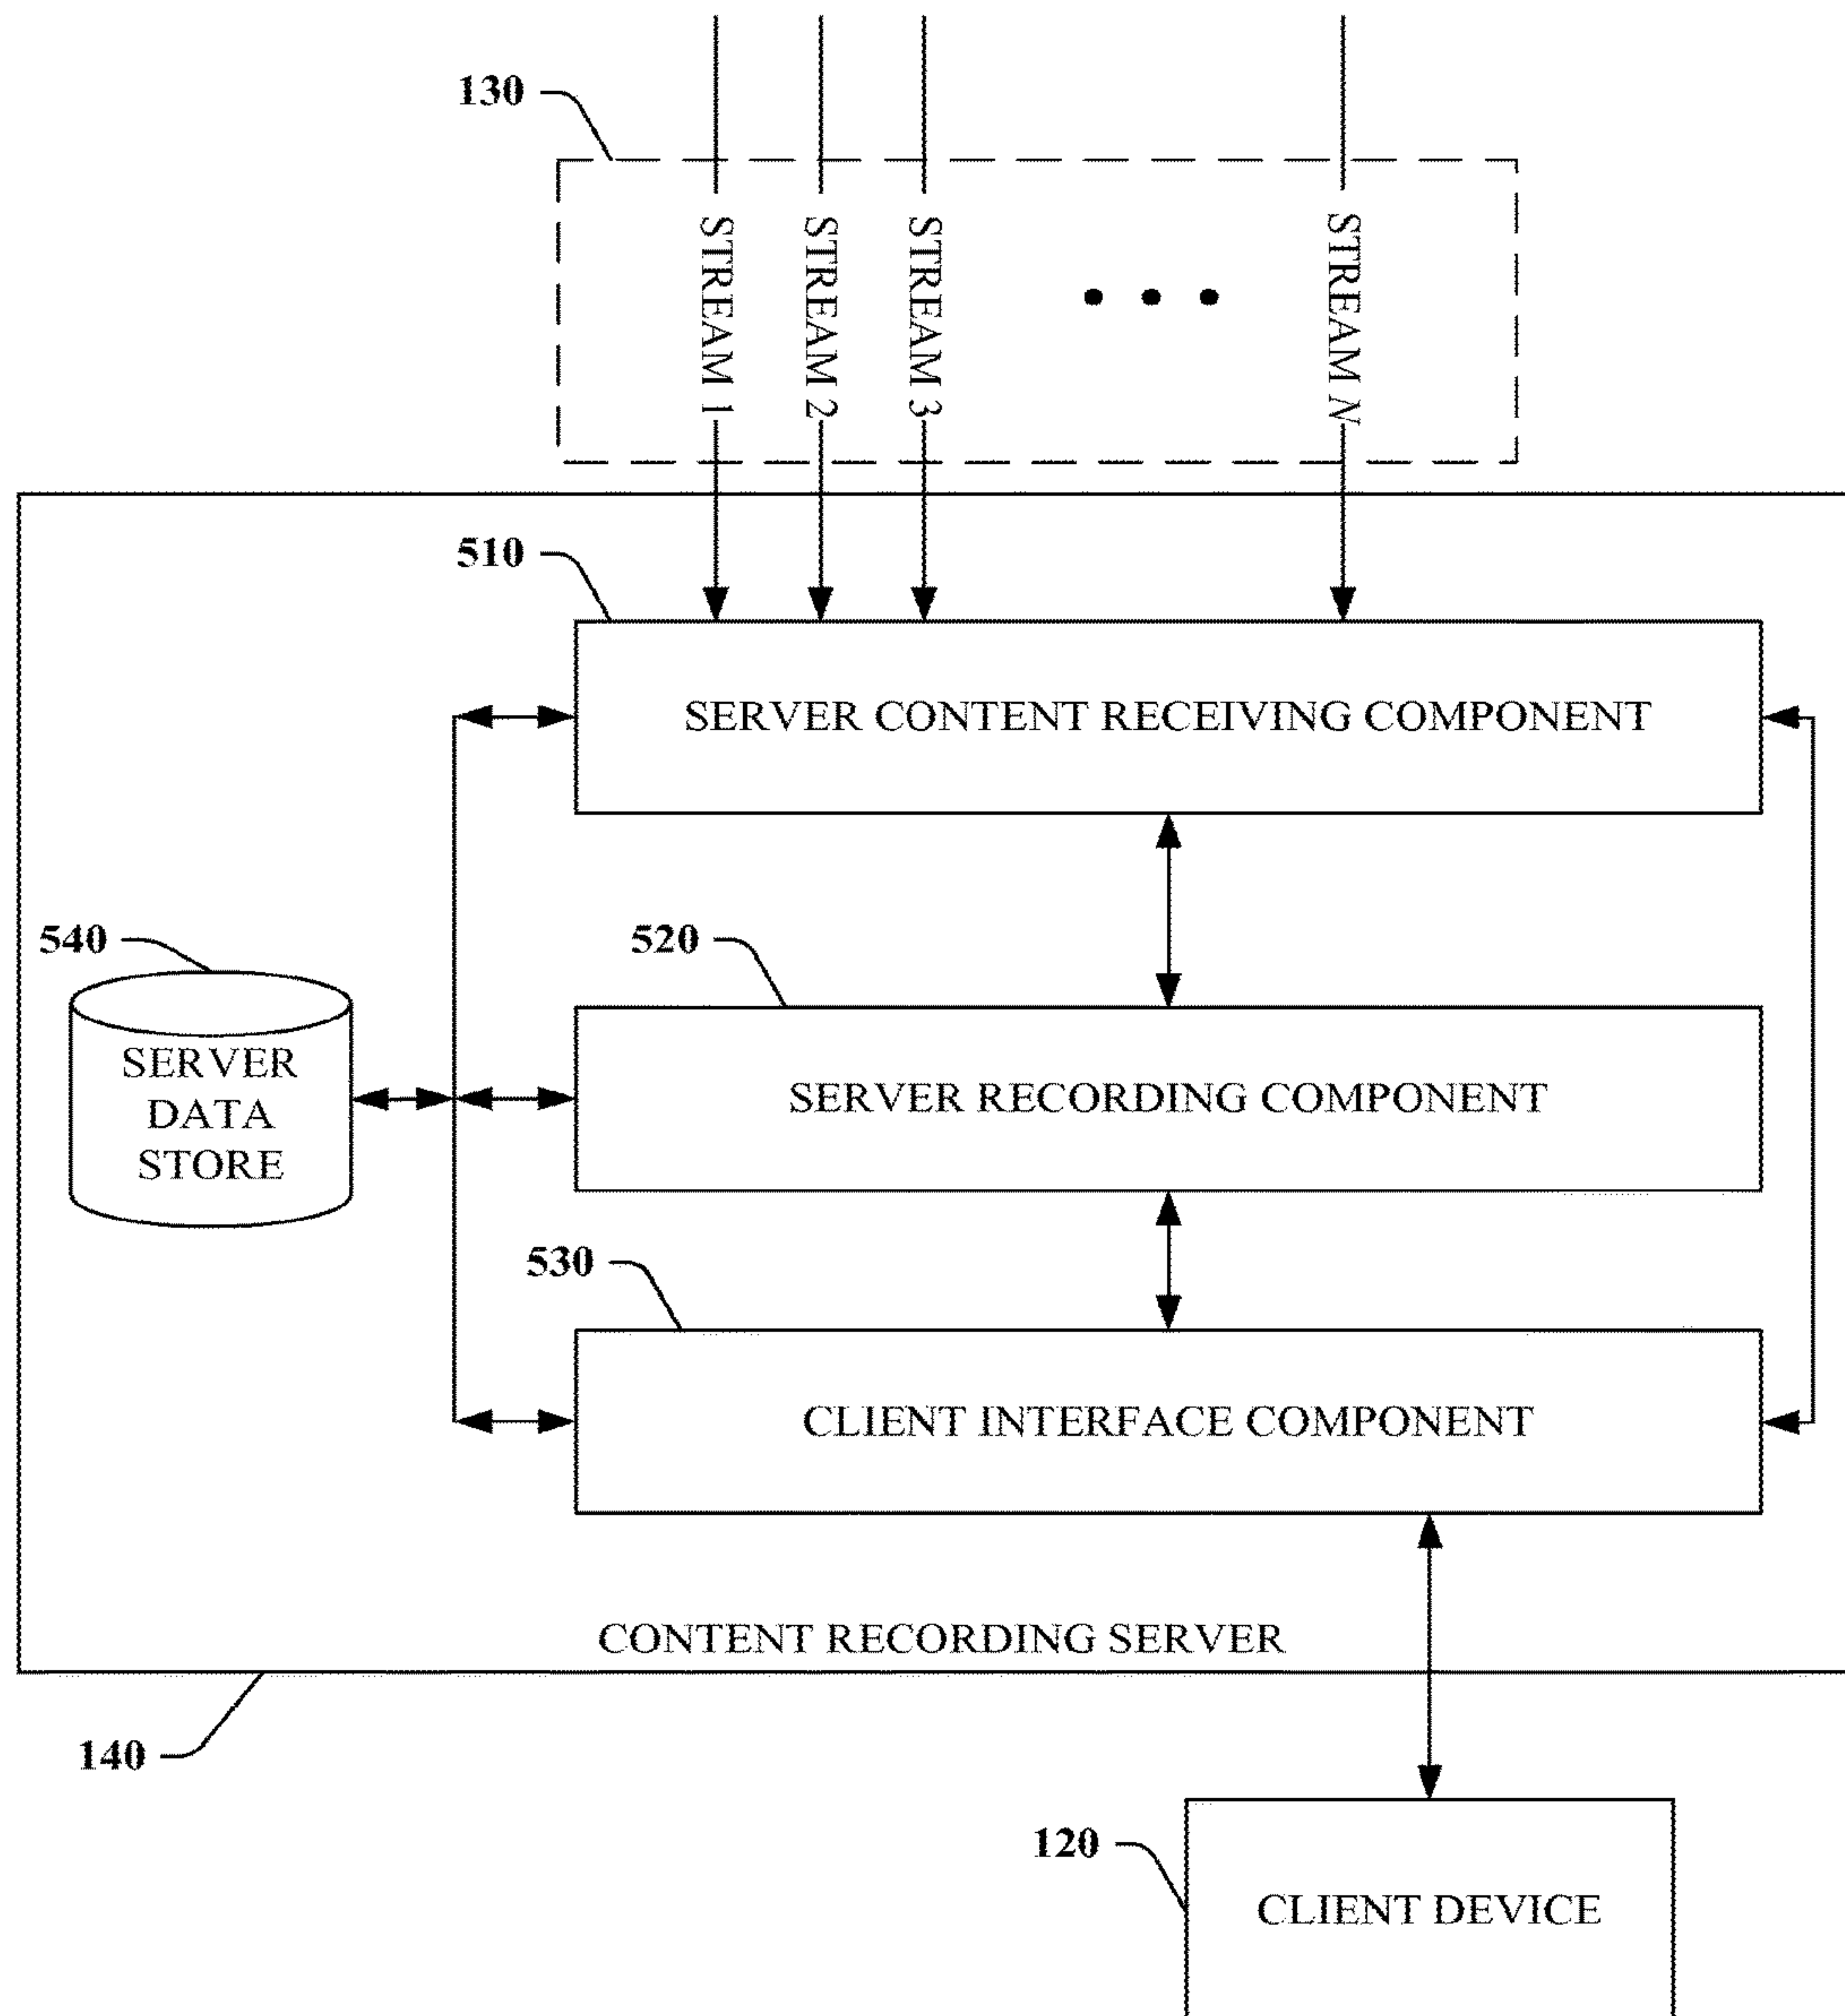 130
STREAM 1
STREAM 2
STREAM 3
STREAM N
510
SERVER CONTENT RECEIVING COMPONENT
540
520
SERVER
DATA
STORE
SERVER RECORDING COMPONENT
530
CLIENT INTERFACE COMPONENT
CONTENT RECORDING SERVER
140
120
CLIENT DEVICE